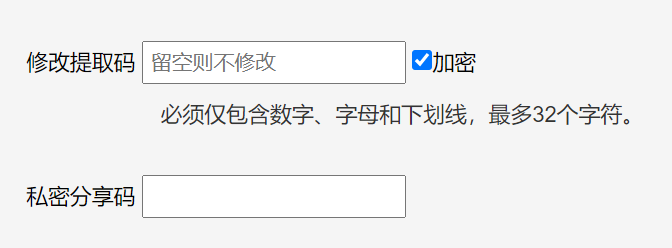 修改提取码 留空则不修改 加密
必须仅包含数字、字母和下划线，最多32个字符。
私密分享码